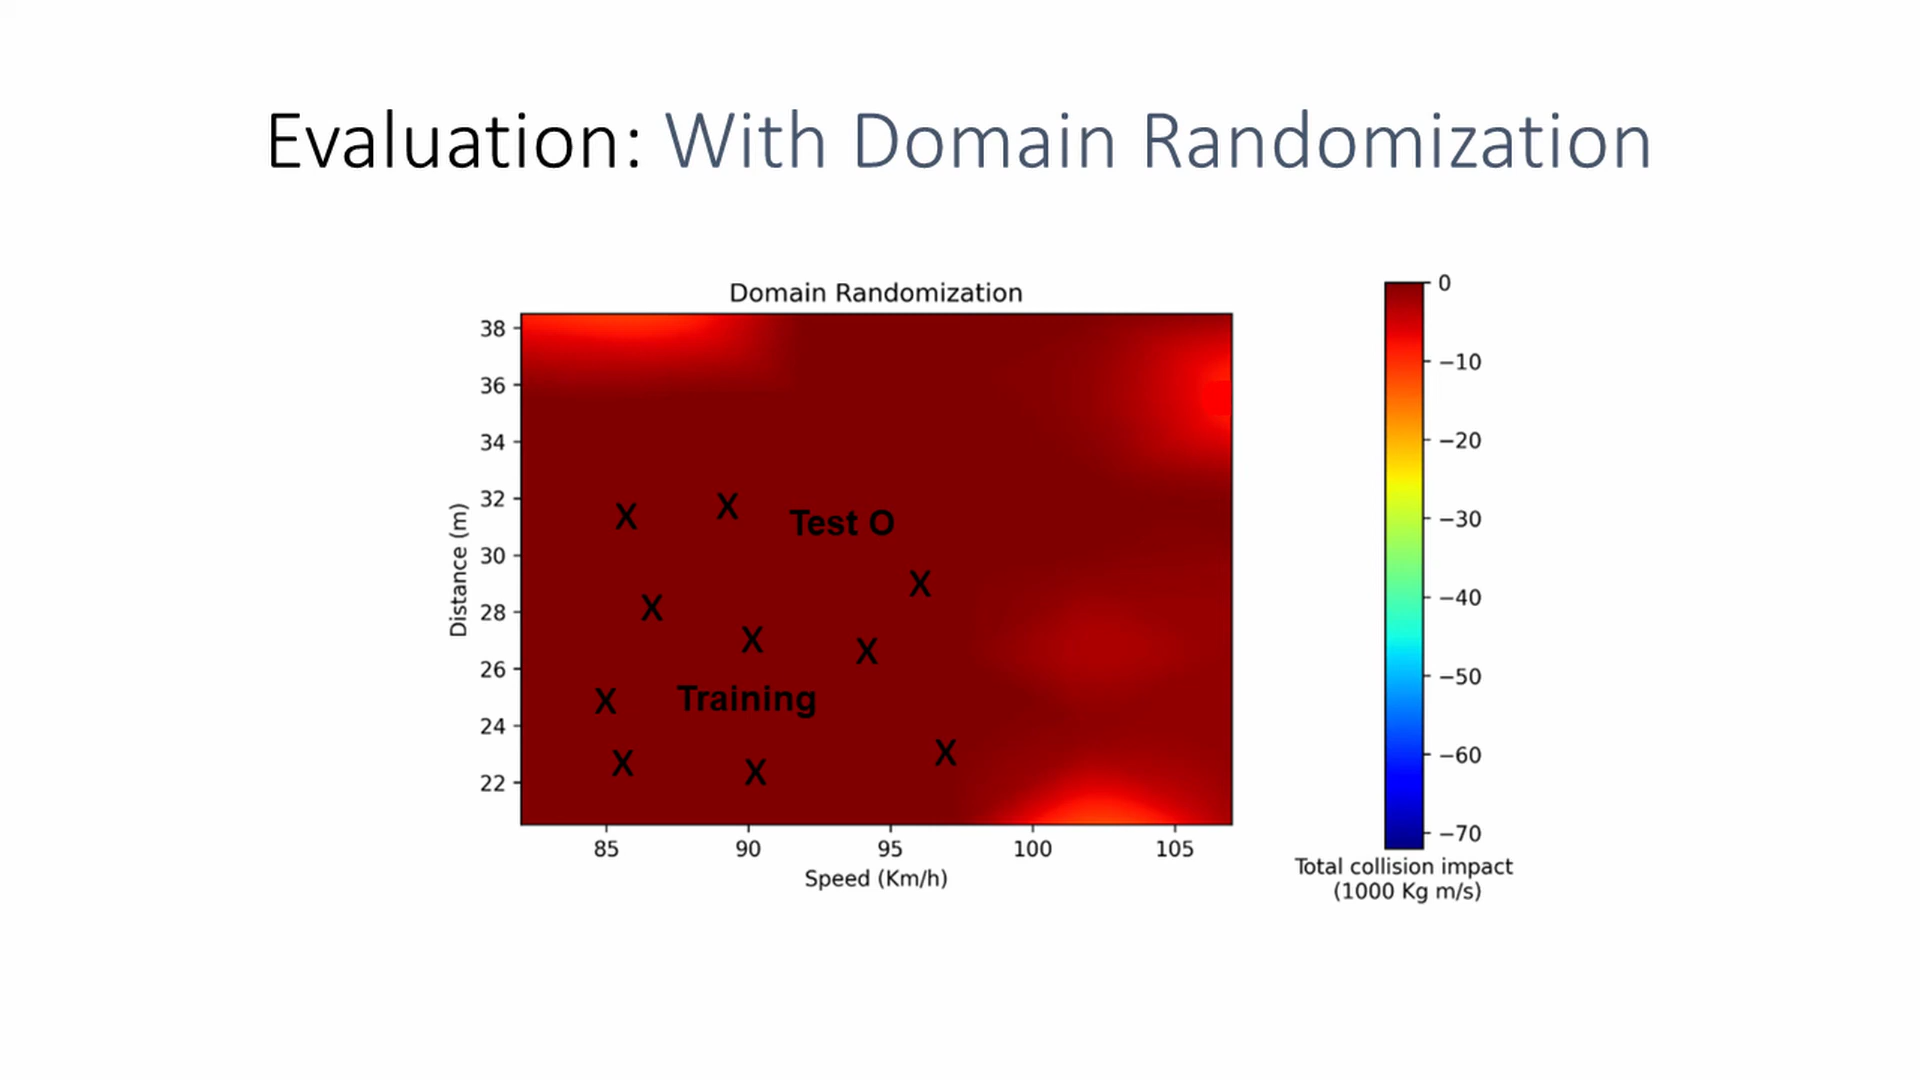 Evaluation: With Domain Randomization
Domain Randomization
38
36
34
32
30
28
26
24
22
Distance (m)
X
X
Test O
X
X
X
X
X
Training
X
X
X
85
90
95
100
105
Speed (Km/h)
0
−10
−20
−30
−40
−50
−60
−70
Total collision impact
(1000 Kg m/s)